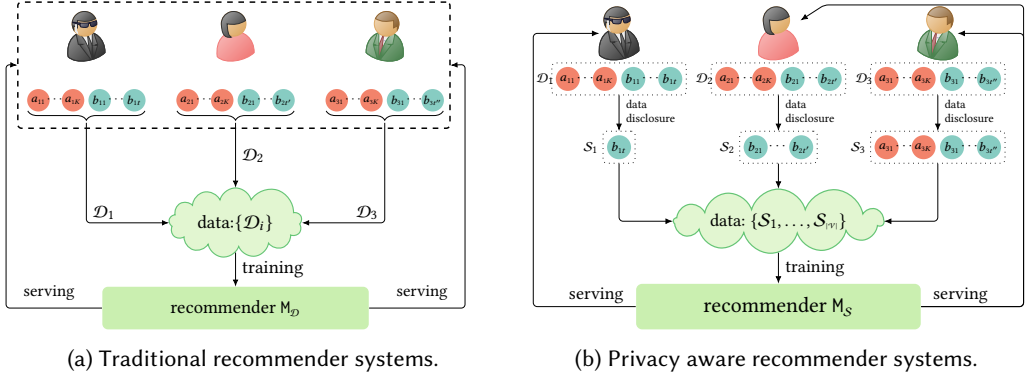 a₁₁ ··· a₁K b₁₁ ··· b₁t a₂₁ ··· a₂K b₂₁ ··· b₂t′ a₃₁ ··· a₃K b₃₁ ··· b₃t″
𝒟₂
𝒟₁ data:{𝒟ᵢ} 𝒟₃
training
serving serving
recommender M𝒟
(a) Traditional recommender systems.
𝒟₁ a₁₁ ··· a₁K b₁₁ ··· b₁t 𝒟₂ a₂₁ ··· a₂K b₂₁ ··· b₂t′ 𝒟₃ a₃₁ ··· a₃K b₃₁ ··· b₃t″
data data data
disclosure disclosure disclosure
𝒮₁ b₁t 𝒮₂ b₂₁ ··· b₂t′ 𝒮₃ a₃₁ ··· a₃K b₃₁ ··· b₃t″
data: {𝒮₁, . . . , 𝒮|𝒱|}
training
serving serving
recommender M𝒮
(b) Privacy aware recommender systems.